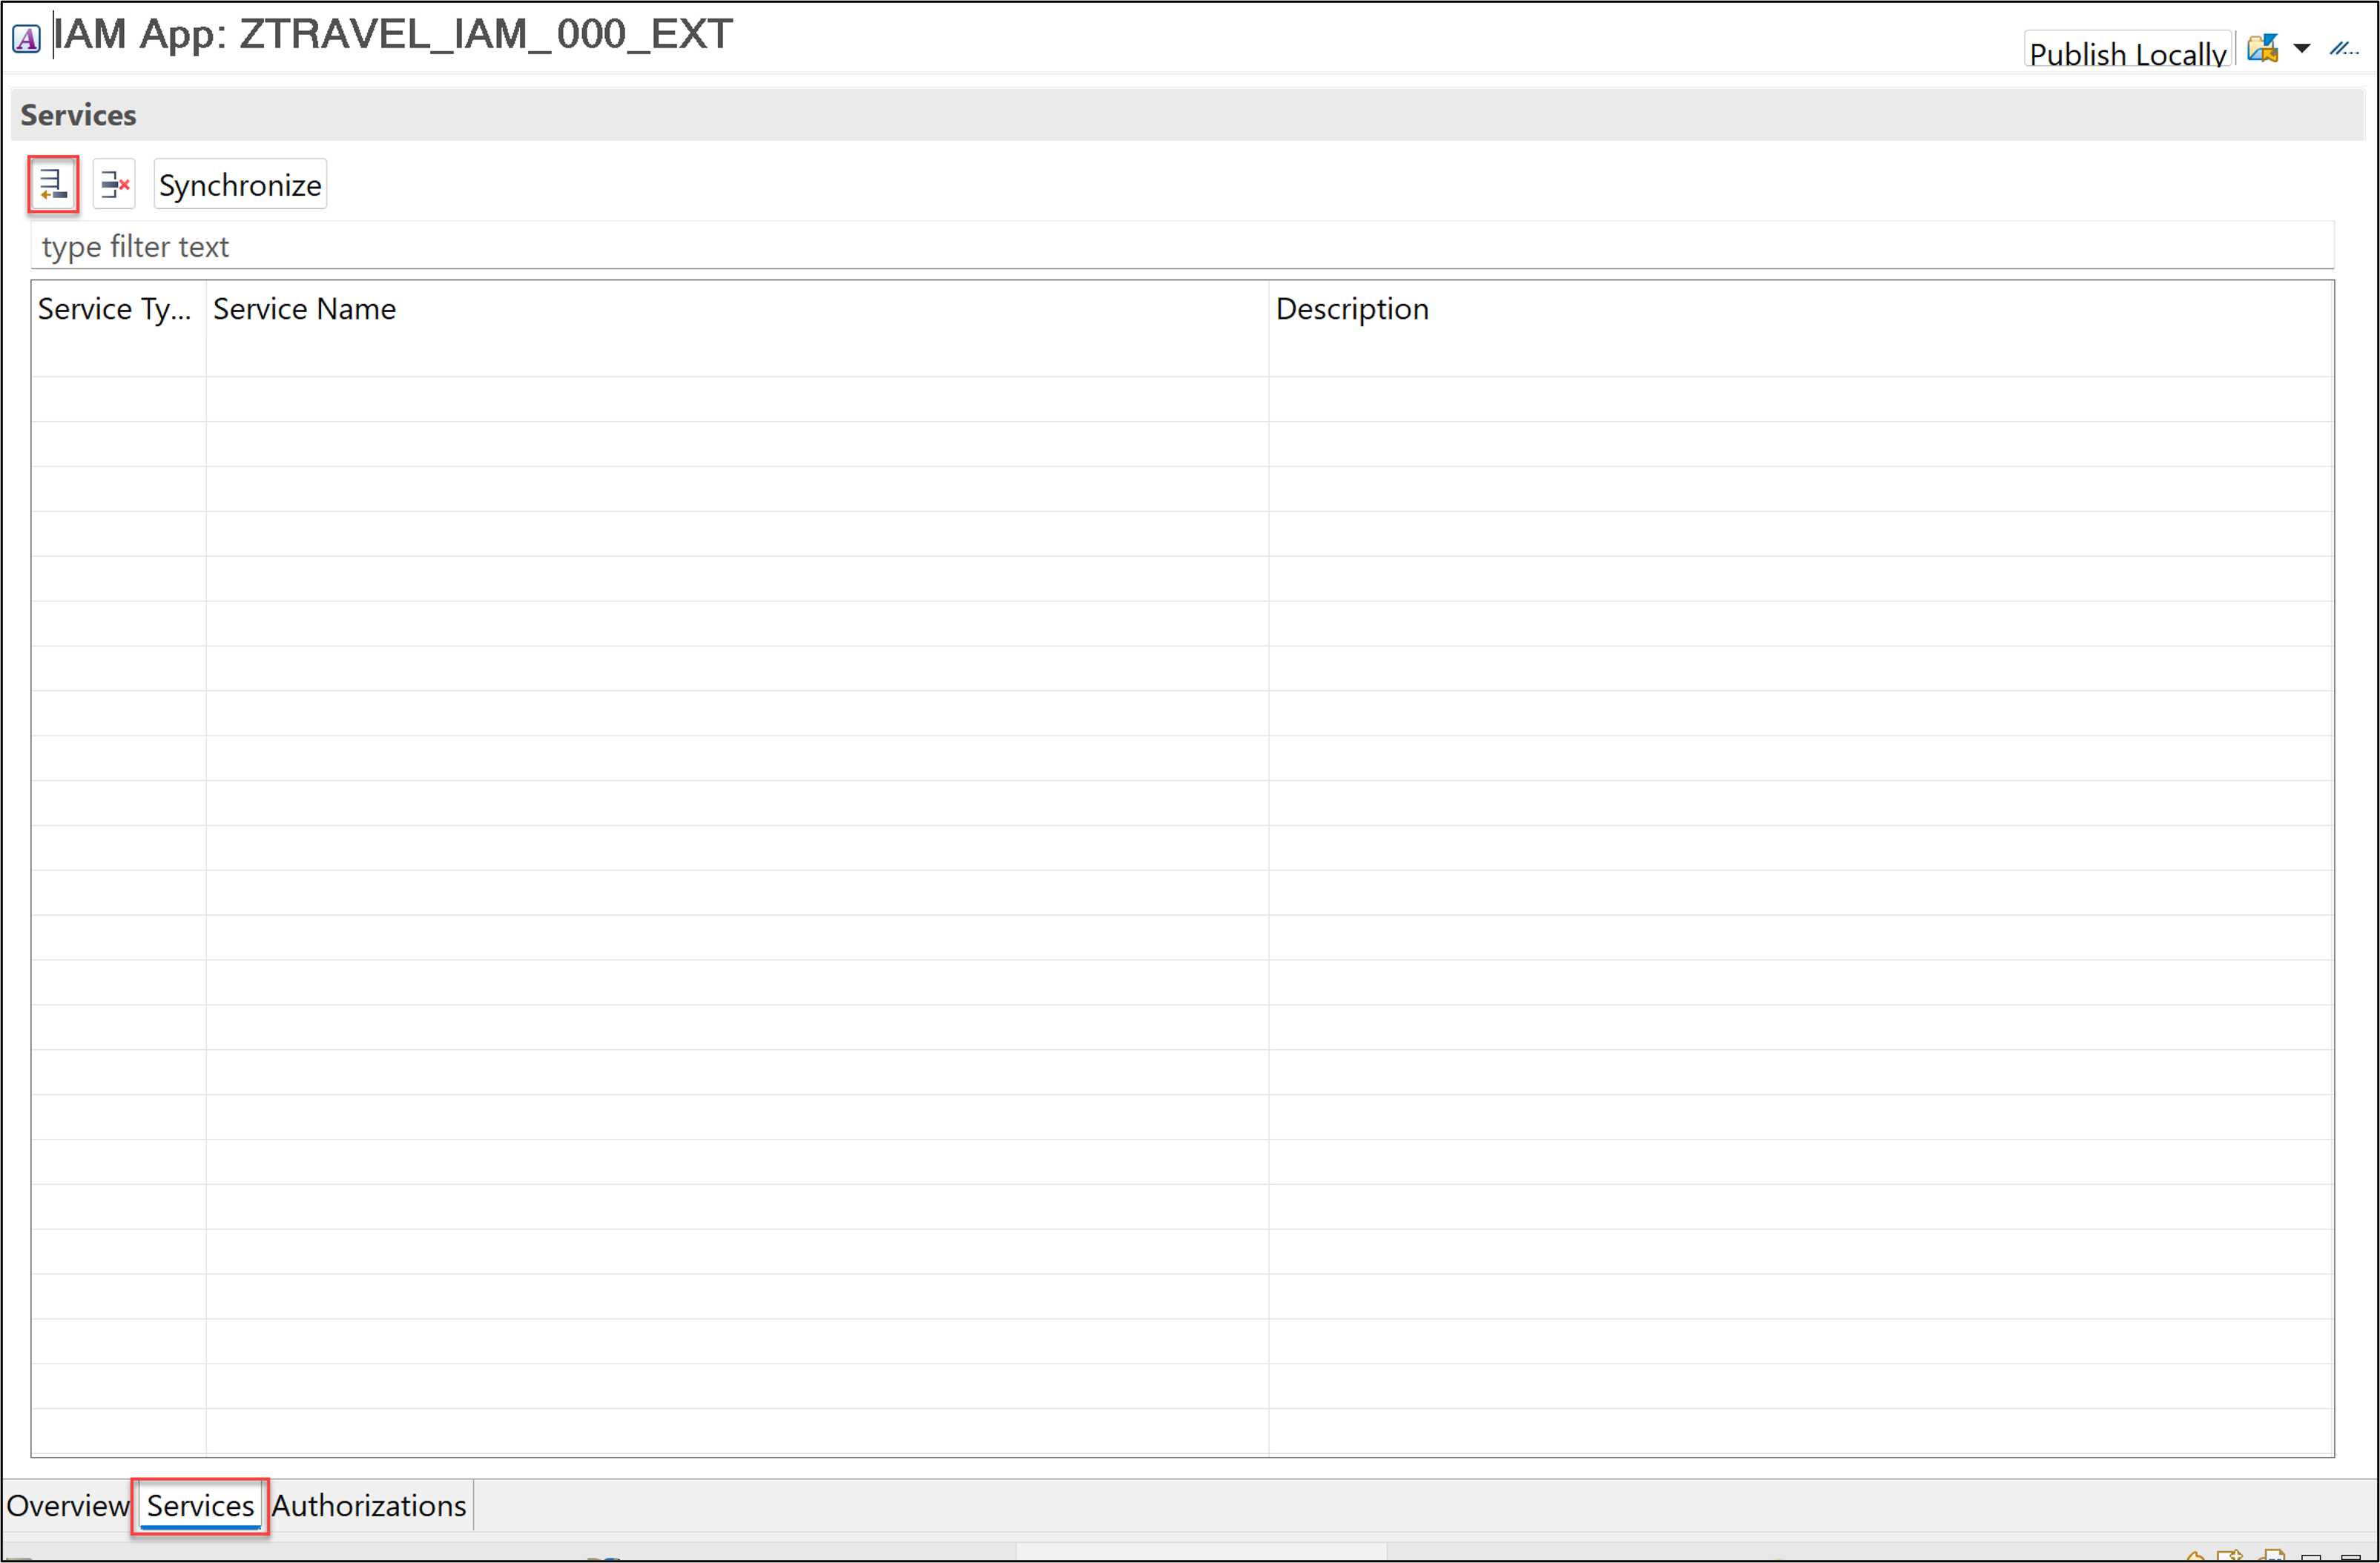 IAM App: ZTRAVEL_IAM_000_EXT
Publish Locally
Services
Synchronize
type filter text
Service Ty... Service Name Description
Overview Services Authorizations